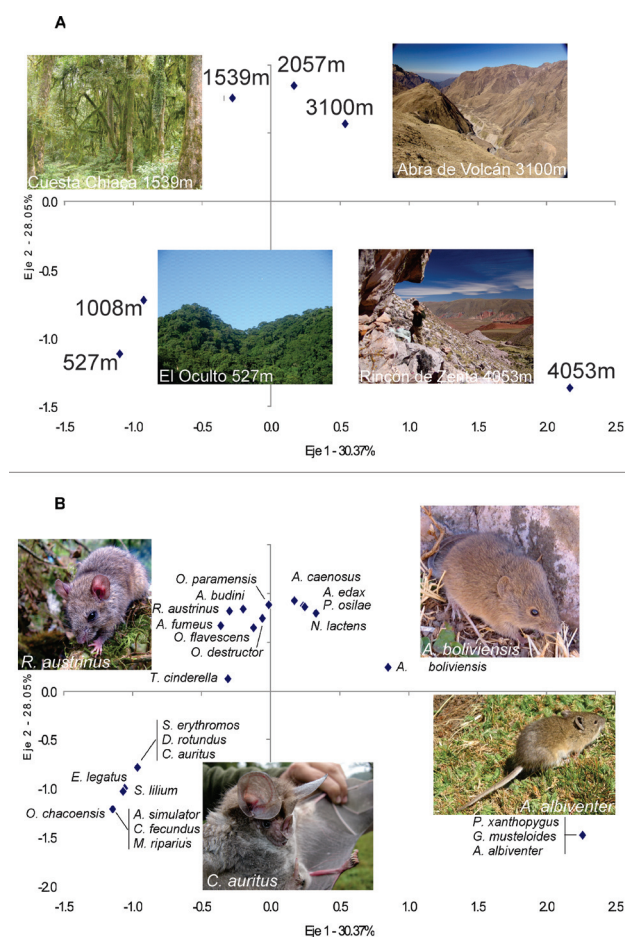 A
1539m
2057m
3100m
Cuesta Chiaca 1539m
Abra de Volcán 3100m
Eje 2 - 28.05%
0.0
-0.5
-1.0
-1.5
1008m
527m
El Oculto 527m
Rincón de Zenta 4053m
4053m
-1.5
-1.0
-0.5
0.0
0.5
1.0
1.5
2.0
2.5
Eje 1 - 30.37%
B
O. paramensis
A. caenosus
A. budini
A. edax
R. austrinus
P. osilae
A. fumeus
N. lactens
O. flavescens
O. destructor
R. austrinus
A. boliviensis
A. boliviensis
T. cinderella
Eje 2 - 28.05%
0.0
-0.5
-1.0
-1.5
-2.0
S. erythromos
D. rotundus
C. auritus
E. legatus
S. lilium
O. chacoensis
A. simulator
C. fecundus
M. riparius
C. auritus
A. albiventer
P. xanthopygus
G. musteloides
A. albiventer
-1.5
-1.0
-0.5
0.0
0.5
1.0
1.5
2.0
2.5
Eje 1 - 30.37%